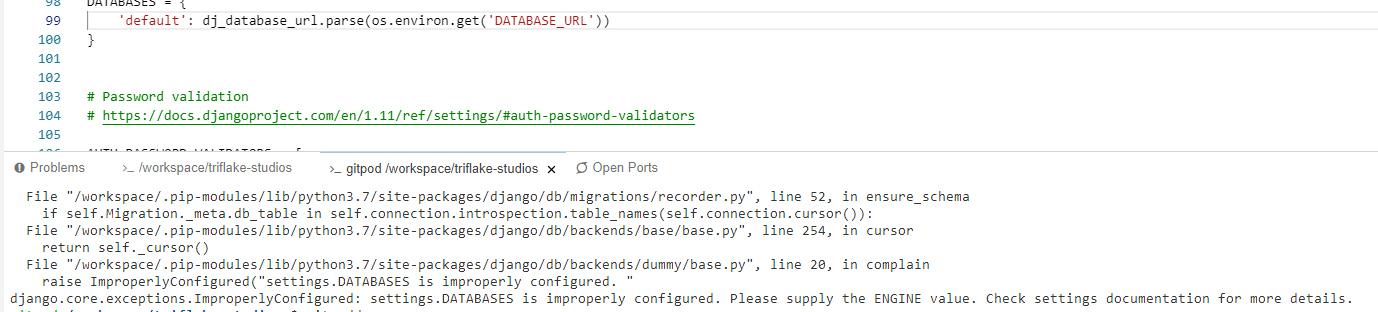 98 DATABASES = {
99 'default': dj_database_url.parse(os.environ.get('DATABASE_URL'))
100 }
101
102
103 # Password validation
104 # https://docs.djangoproject.com/en/1.11/ref/settings/#auth-password-validators
105
106 AUTH_PASSWORD_VALIDATORS = [
Problems >_ /workspace/triflake-studios >_ gitpod /workspace/triflake-studios x Open Ports
File "/workspace/.pip-modules/lib/python3.7/site-packages/django/db/migrations/recorder.py", line 52, in ensure_schema
if self.Migration._meta.db_table in self.connection.introspection.table_names(self.connection.cursor()):
File "/workspace/.pip-modules/lib/python3.7/site-packages/django/db/backends/base/base.py", line 254, in cursor
return self._cursor()
File "/workspace/.pip-modules/lib/python3.7/site-packages/django/db/backends/dummy/base.py", line 20, in complain
raise ImproperlyConfigured("settings.DATABASES is improperly configured. "
django.core.exceptions.ImproperlyConfigured: settings.DATABASES is improperly configured. Please supply the ENGINE value. Check settings documentation for more details.